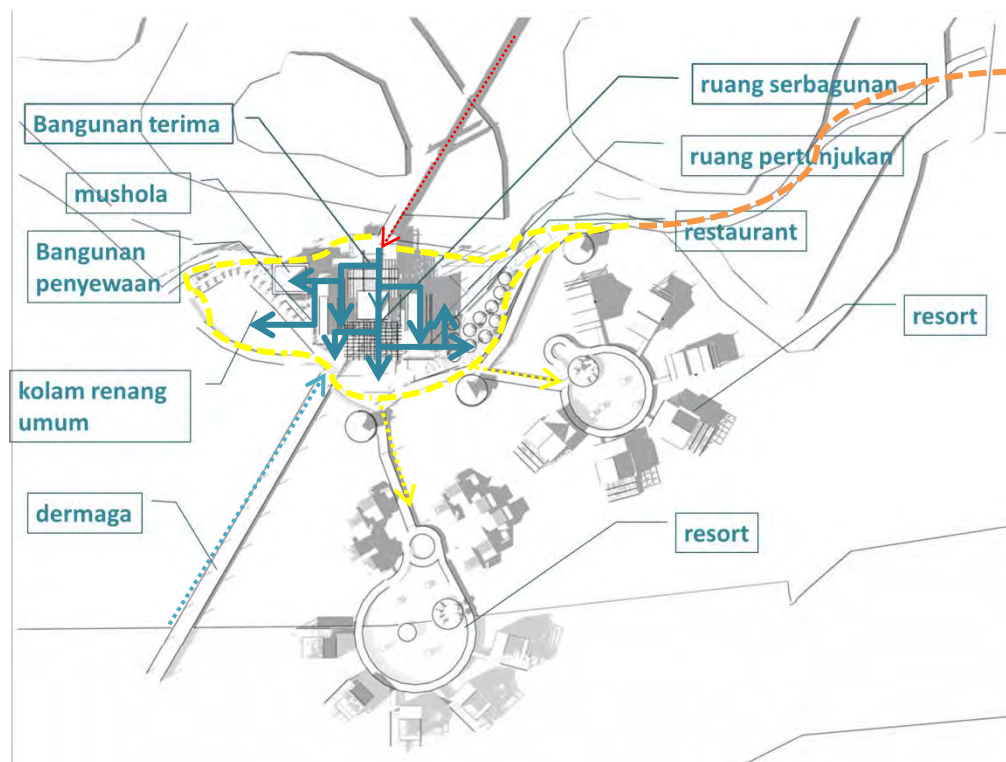 ruang serbagunan
Bangunan terima
ruang pertunjukan
mushola
restaurant
Bangunan
penyewaan
resort
kolam renang
umum
dermaga
resort